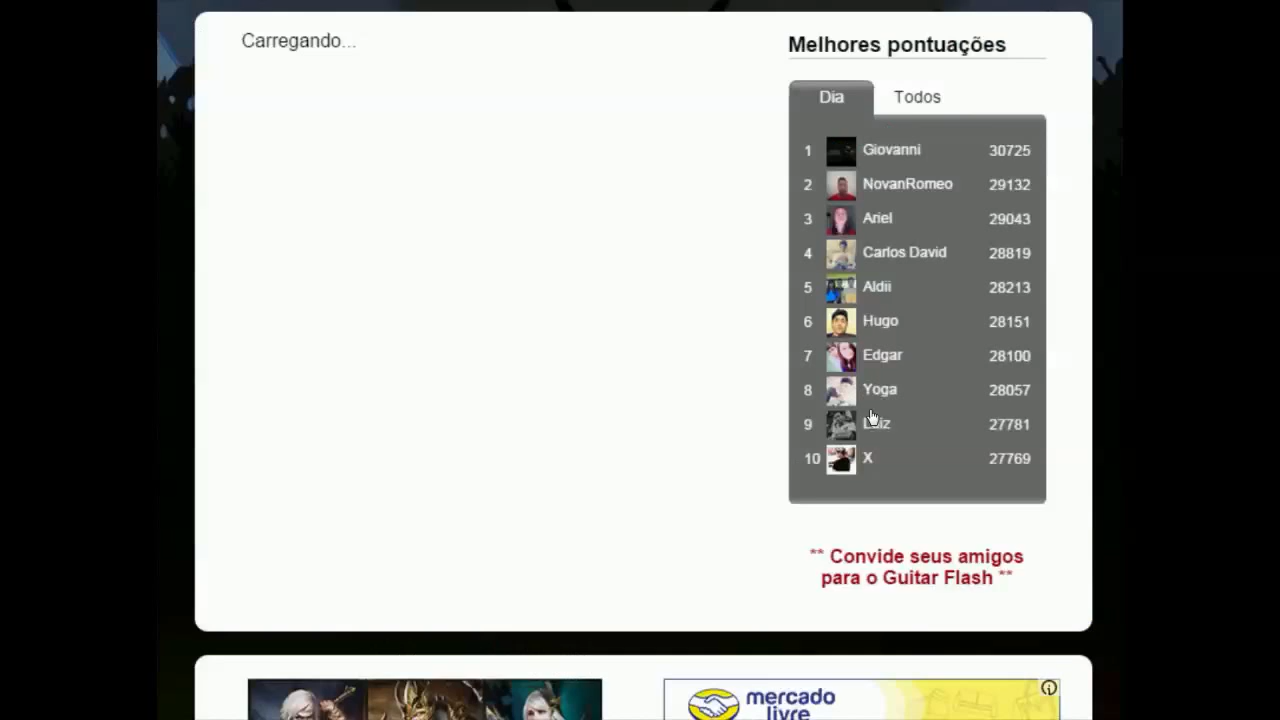 Carregando...
Melhores pontuações
Dia Todos
1 Giovanni 30725
2 NovanRomeo 29132
3 Ariel 29043
4 Carlos David 28819
5 Aldii 28213
6 Hugo 28151
7 Edgar 28100
8 Yoga 28057
9 Luiz 27781
10 X 27769
** Convide seus amigos
para o Guitar Flash **
mercado
livre